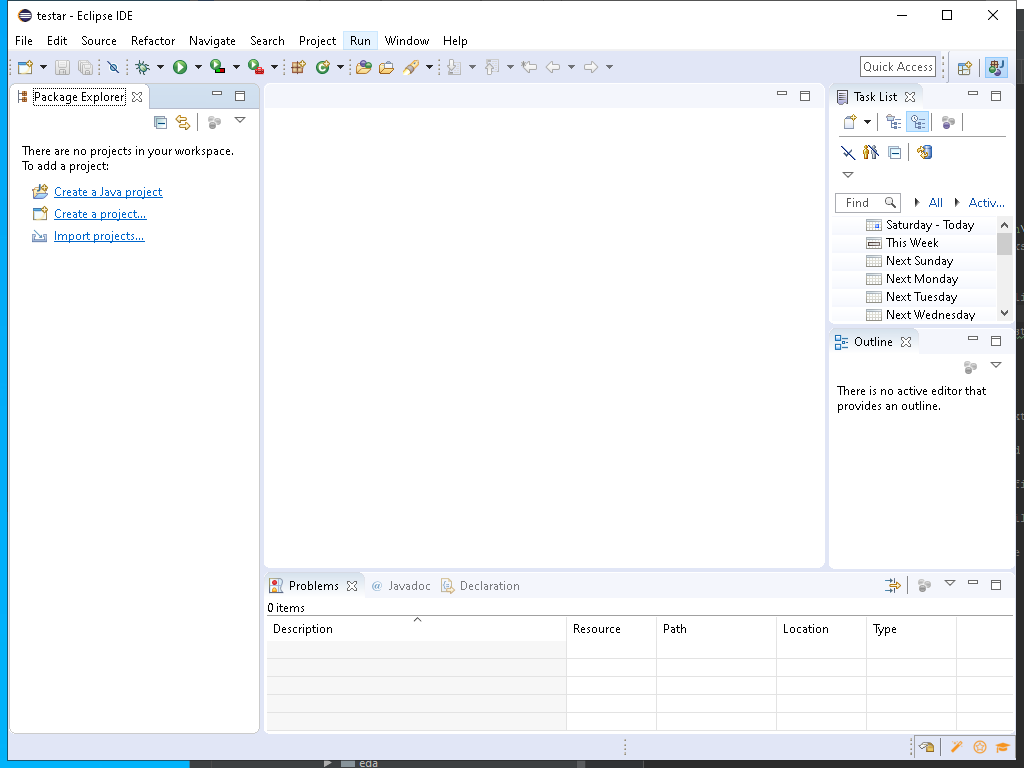 testar - Eclipse IDE
File Edit Source Refactor Navigate Search Project Run Window Help
Quick Access
Package Explorer
There are no projects in your workspace.
To add a project:
Create a Java project
Create a project...
Import projects...
Task List
Find All Activ...
Saturday - Today
This Week
Next Sunday
Next Monday
Next Tuesday
Next Wednesday
Outline
There is no active editor that
provides an outline.
Problems @ Javadoc Declaration
0 items
Description Resource Path Location Type
eda